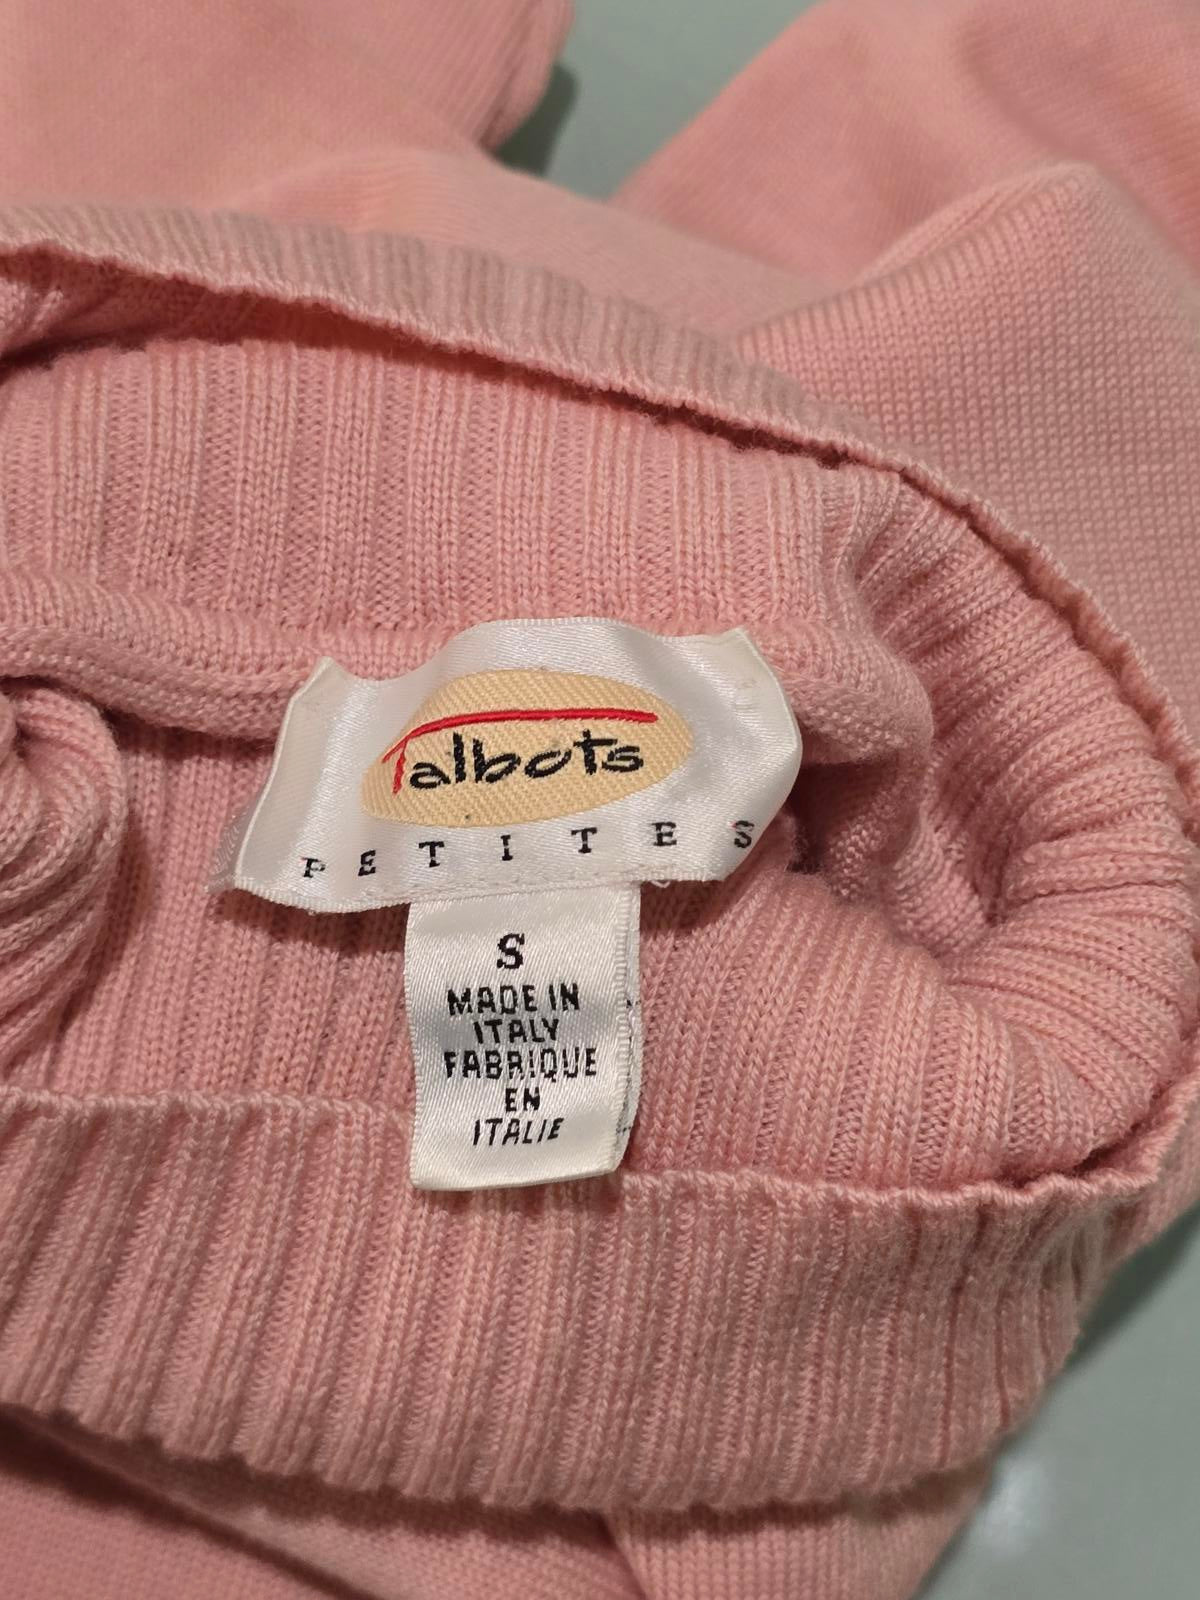 Talbots
PETITES
S
MADE IN
ITALY
FABRIQUE
EN
ITALIE